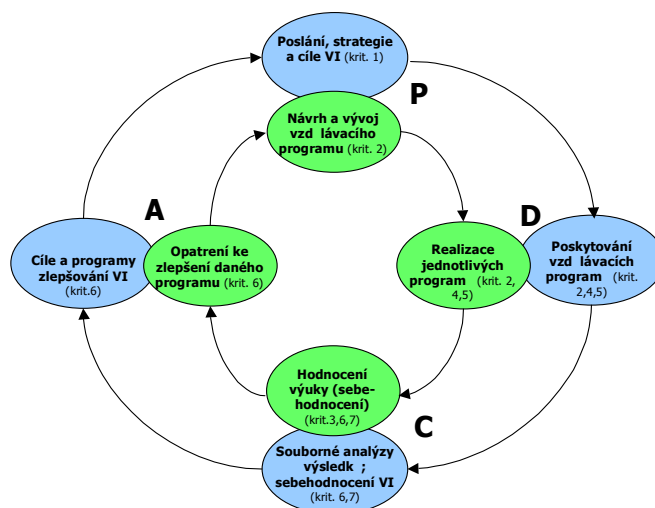 Poslání, strategie
a cíle VI (krit. 1)
P
Návrh a vývoj
vzd lávacího
programu (krit. 2)
A
D
Cíle a programy
zlepšování VI
(krit.6)
Opatrení ke
zlepšení daného
programu (krit. 6)
Realizace
jednotlivých
program (krit. 2,
4,5)
Poskytování
vzd lávacích
program (krit.
2,4,5)
Hodnocení
výuky (sebe-
hodnocení)
(krit.3,6,7)
C
Souborné analýzy
výsledk ;
sebehodnocení VI
(krit. 6,7)